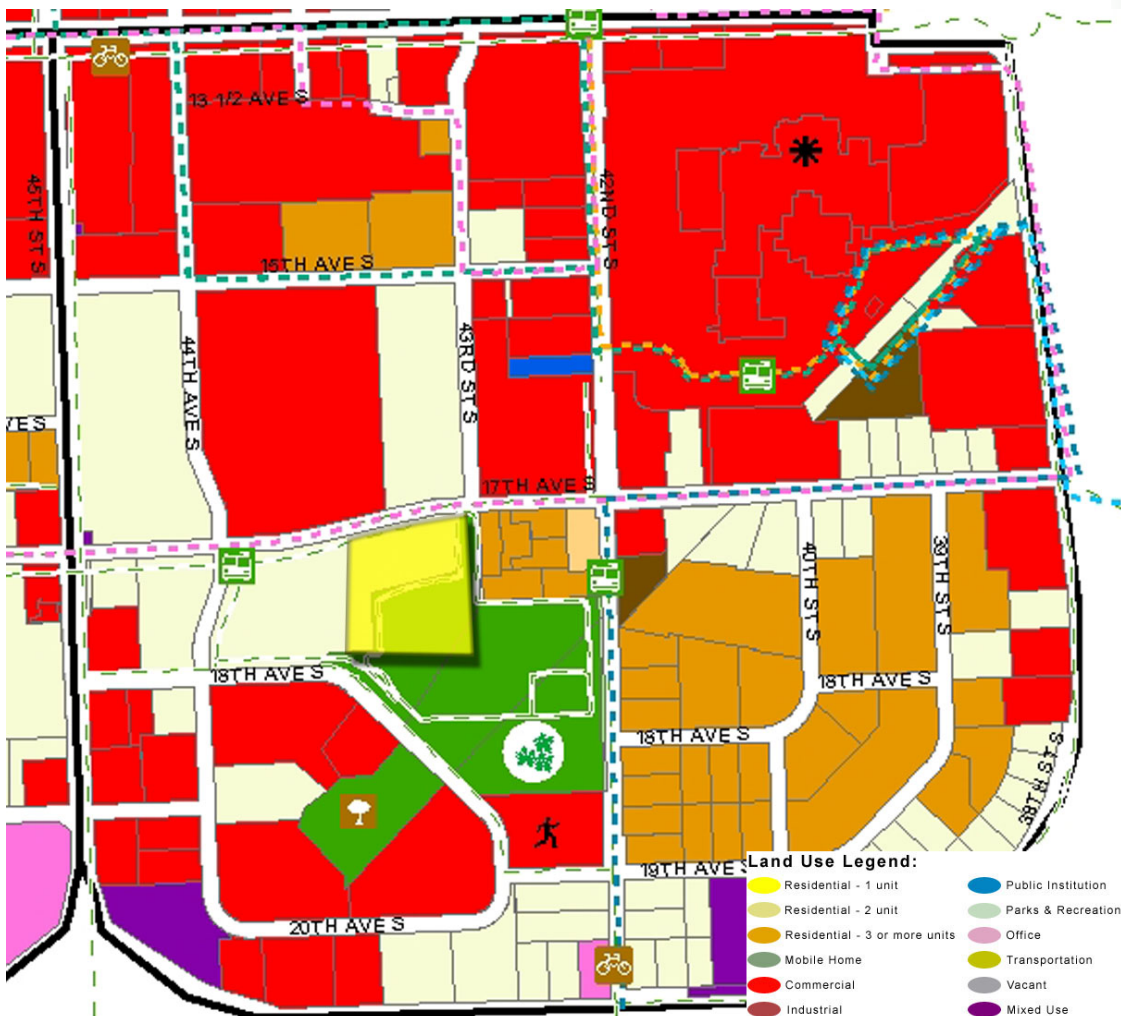 13 1/2 AVE S
45TH ST S
42ND ST S
15TH AVE S
44TH AVE S
43RD ST S
VES
17TH AVE S
40TH ST S
39TH ST S
18TH AVE S
18TH AVE S
18TH AVE S
38TH ST S
19TH AVE S
20TH AVE S
Land Use Legend:
Residential - 1 unit
Residential - 2 unit
Residential - 3 or more units
Mobile Home
Commercial
Industrial
Public Institution
Parks & Recreation
Office
Transportation
Vacant
Mixed Use